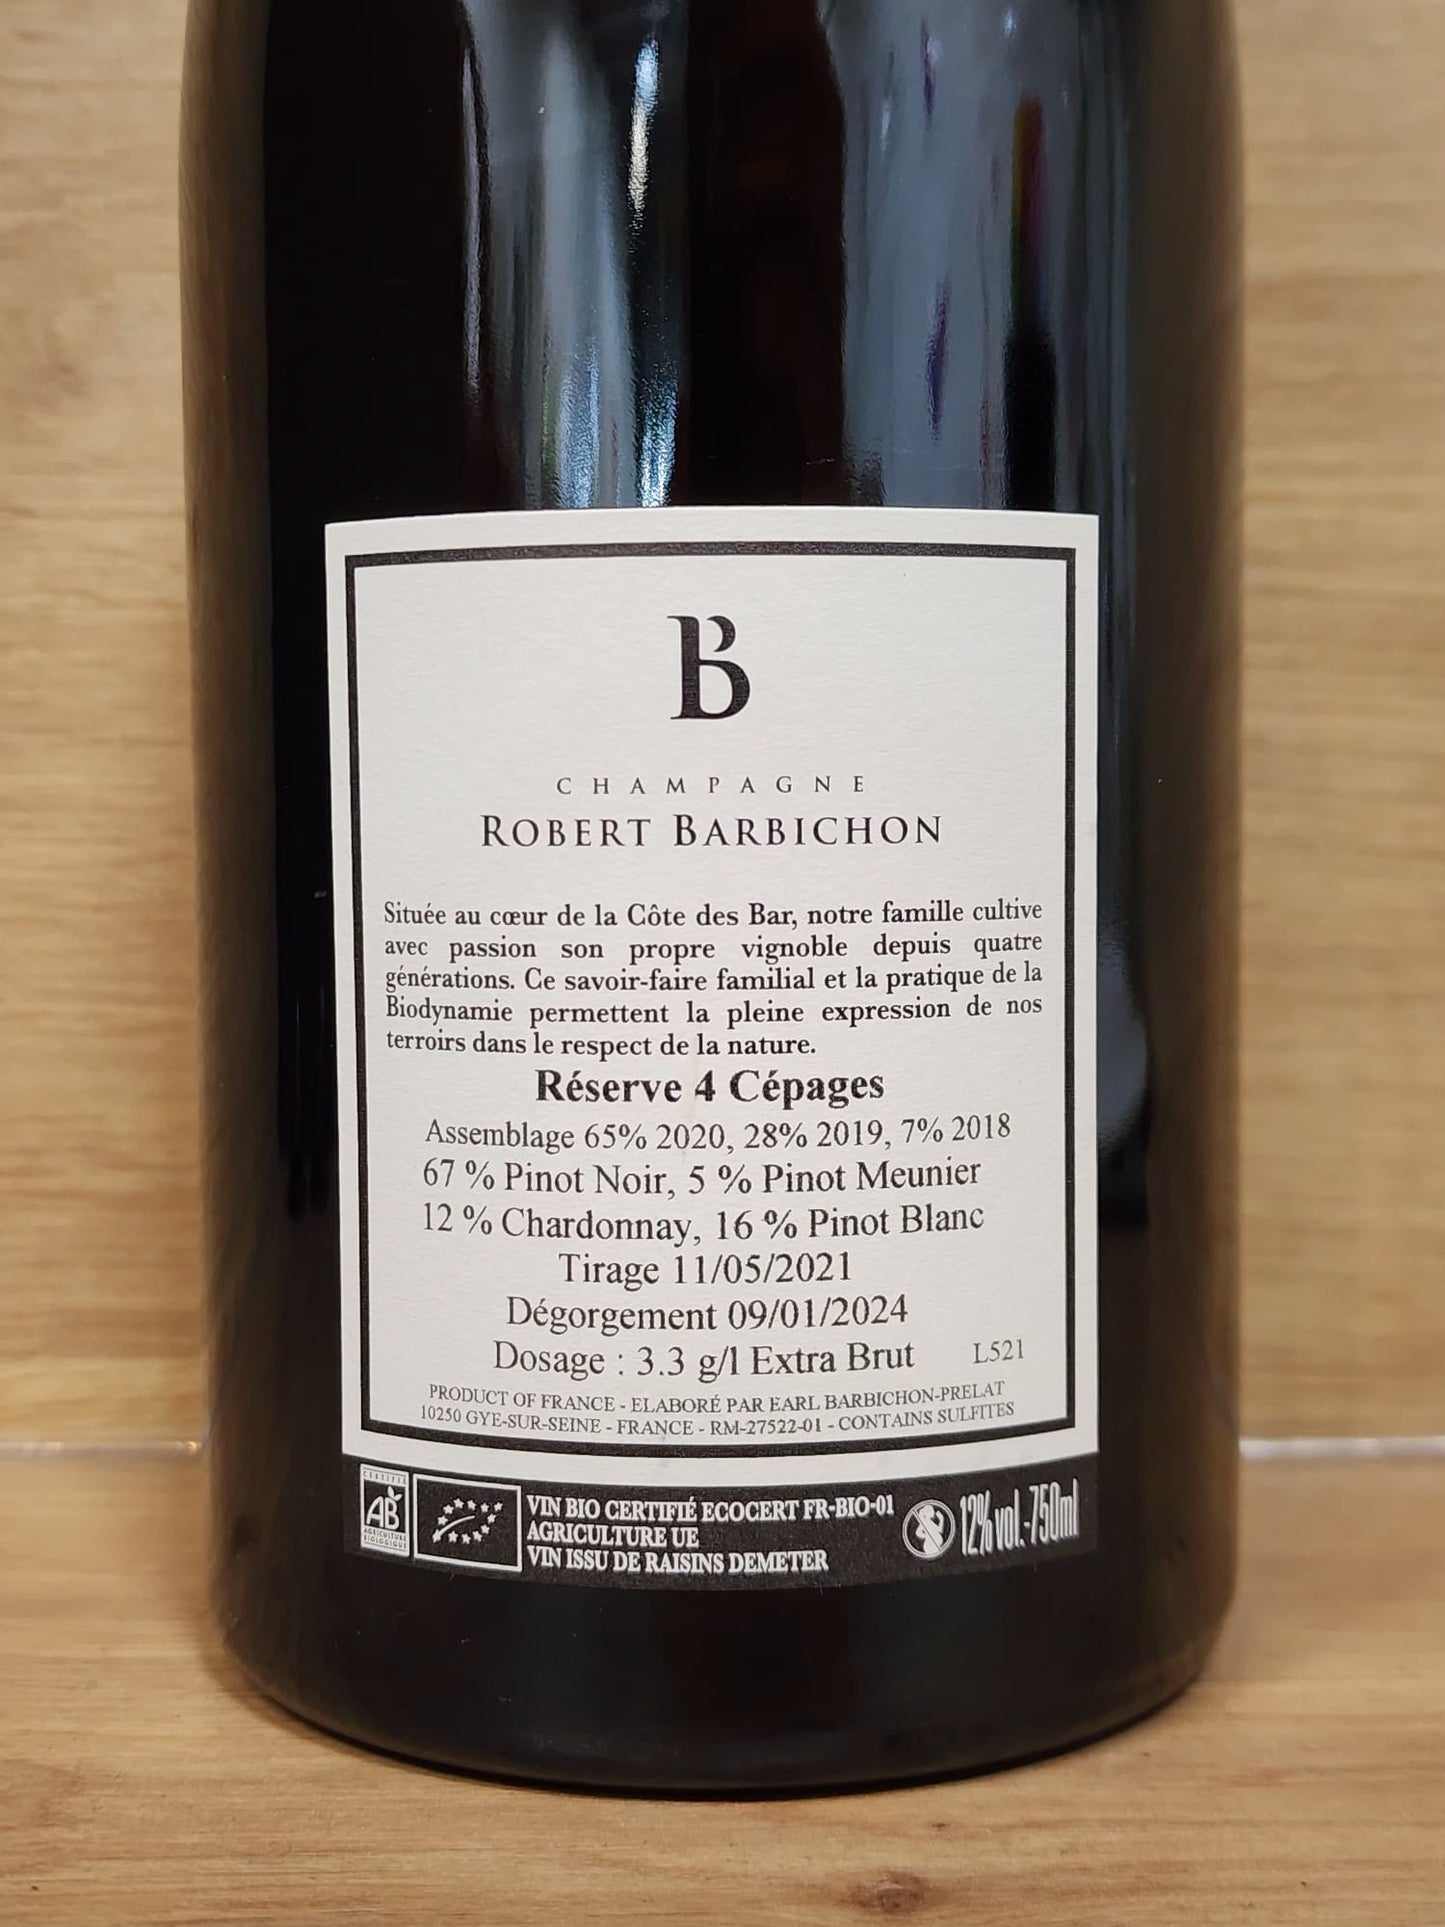 B
CHAMPAGNE
ROBERT BARBICHON
Située au cœur de la Côte des Bar, notre famille cultive
avec passion son propre vignoble depuis quatre
générations. Ce savoir-faire familial et la pratique de la
Biodynamie permettent la pleine expression de nos
terroirs dans le respect de la nature.
Réserve 4 Cépages
Assemblage 65% 2020, 28% 2019, 7% 2018
67 % Pinot Noir, 5 % Pinot Meunier
12 % Chardonnay, 16 % Pinot Blanc
Tirage 11/05/2021
Dégorgement 09/01/2024
Dosage : 3.3 g/l Extra Brut L521
PRODUCT OF FRANCE - ELABORÉ PAR EARL BARBICHON-PRELAT
10250 GYE-SUR-SEINE - FRANCE - RM-27522-01 - CONTAINS SULFITES
CERTIFIÉ
AB
AGRICULTURE
BIOLOGIQUE
VIN BIO CERTIFIÉ ECOCERT FR-BIO-01
AGRICULTURE UE
VIN ISSU DE RAISINS DEMETER
12% vol.-750ml